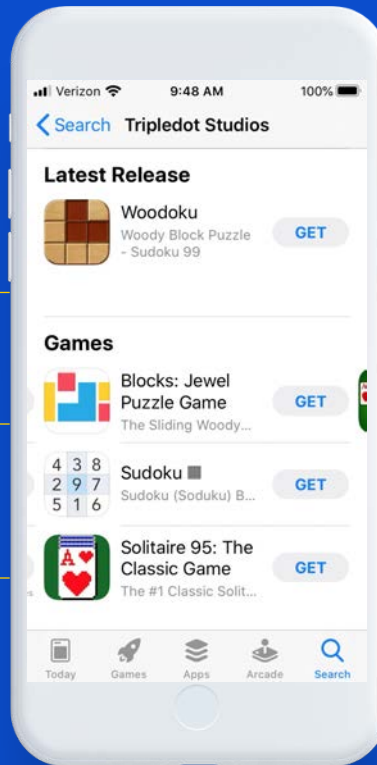 Verizon 9:48 AM 100%
Search Tripledot Studios
Latest Release
Woodoku
Woody Block Puzzle
- Sudoku 99
GET
Games
Blocks: Jewel
Puzzle Game
The Sliding Woody...
GET
4 3 8
2 9 7
5 1 6
Sudoku
Sudoku (Soduku) B...
GET
A
Solitaire 95: The
Classic Game
The #1 Classic Solit...
GET
Today Games Apps Arcade Search